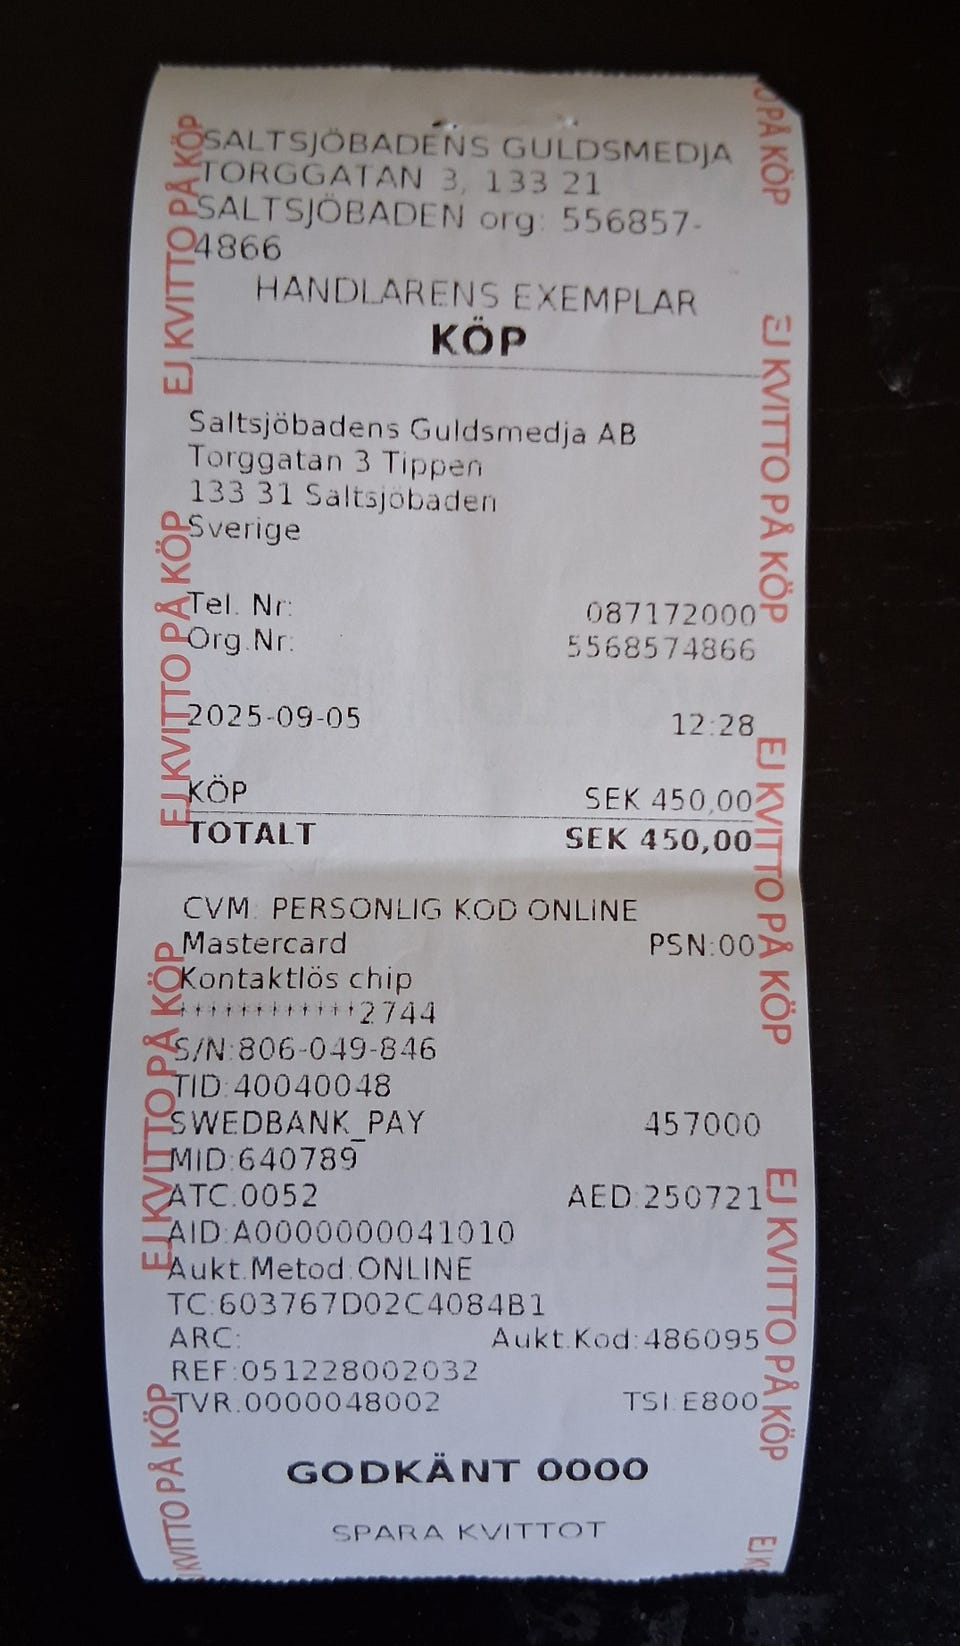 SALTSJÖBADENS GULDSMEDJA
TORGGATAN 3, 133 21
SALTSJÖBADEN org: 556857-
4866
HANDLARENS EXEMPLAR
KÖP
Saltsjöbadens Guldsmedja AB
Torggatan 3 Tippen
133 31 Saltsjöbaden
Sverige
Tel. Nr: 087172000
Org.Nr: 5568574866
2025-09-05 12:28
KÖP SEK 450,00
TOTALT SEK 450,00
CVM: PERSONLIG KOD ONLINE
Mastercard PSN:00
Kontaktlös chip
************2744
S/N:806-049-846
TID:40040048
SWEDBANK_PAY 457000
MID:640789
ATC:0052 AED:250721
AID:A0000000041010
Aukt.Metod:ONLINE
TC:603767D02C4084B1
ARC: Aukt.Kod:486095
REF:051228002032
TVR:0000048002 TSI:E800
GODKÄNT 0000
SPARA KVITTOT
EJ KVITTO PÅ KÖP
EJ KVITTO PÅ KÖP
EJ KVITTO PÅ KÖP
KVITTO PÅ KÖP
O PÅ KÖP
EJ KVITTO PÅ KÖP
EJ KVITTO PÅ KÖP
EJ KVITTO PÅ KÖP
EJ K